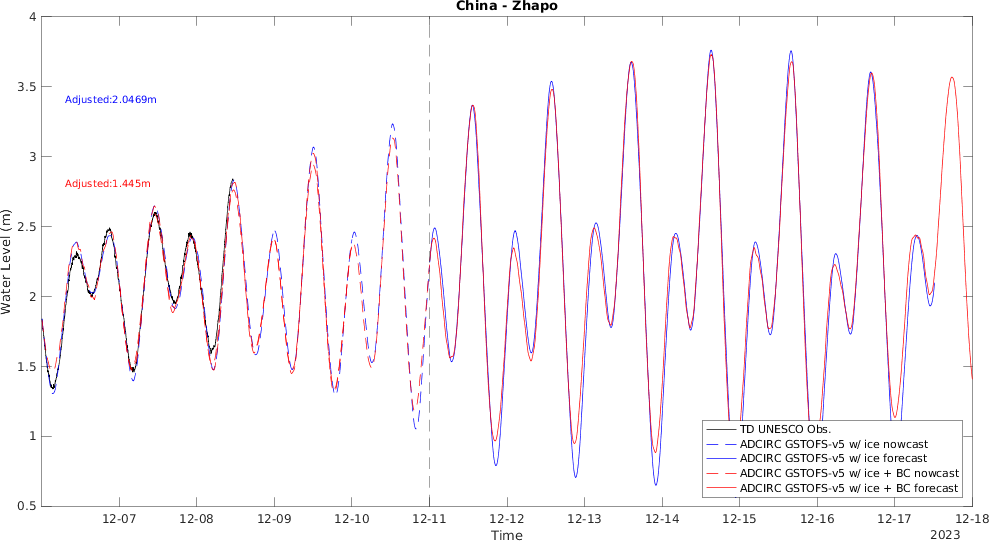 China - Zhapo
4
3.5
3
2.5
2
1.5
1
0.5
Water Level (m)
Adjusted:2.0469m
Adjusted:1.445m
TD UNESCO Obs.
ADCIRC GSTOFS-v5 w/ ice nowcast
ADCIRC GSTOFS-v5 w/ ice forecast
ADCIRC GSTOFS-v5 w/ ice + BC nowcast
ADCIRC GSTOFS-v5 w/ ice + BC forecast
12-07 12-08 12-09 12-10 12-11 12-12 12-13 12-14 12-15 12-16 12-17 12-18
Time
2023